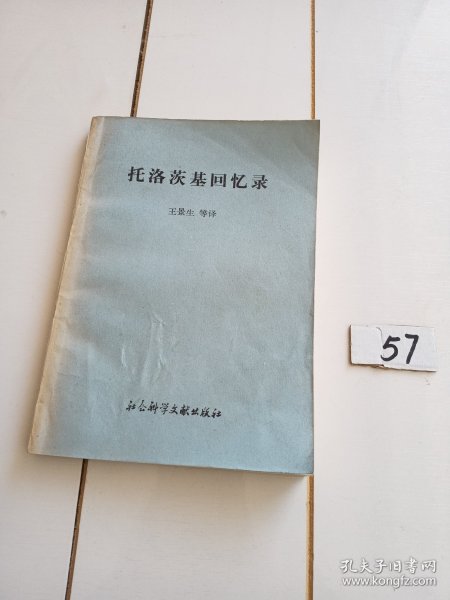 托洛茨基回忆录
王景生 等译
社会科学文献出版社
57
孔夫子旧书网
www.kongfz.com